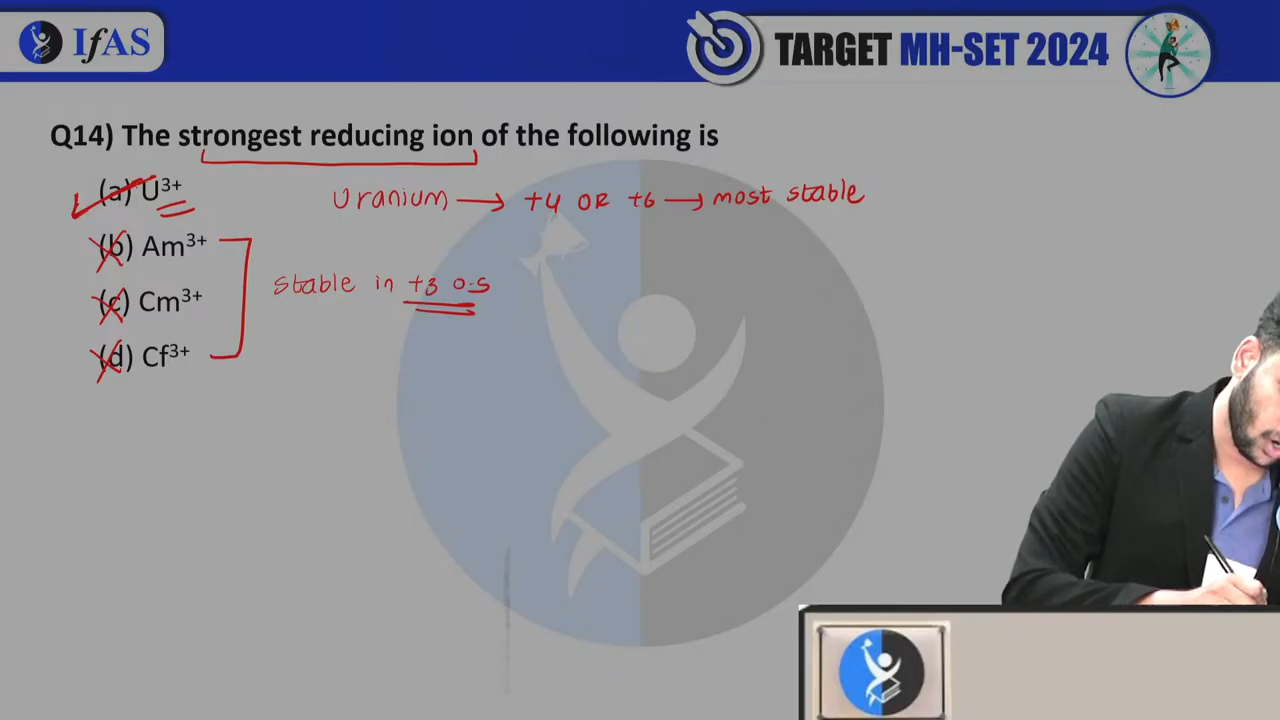 IfAS
TARGET MH-SET 2024
Q14) The strongest reducing ion of the following is
(a) U³⁺
Uranium → +4 OR +6 → most stable
(b) Am³⁺
stable in +3 o.s
(c) Cm³⁺
(d) Cf³⁺